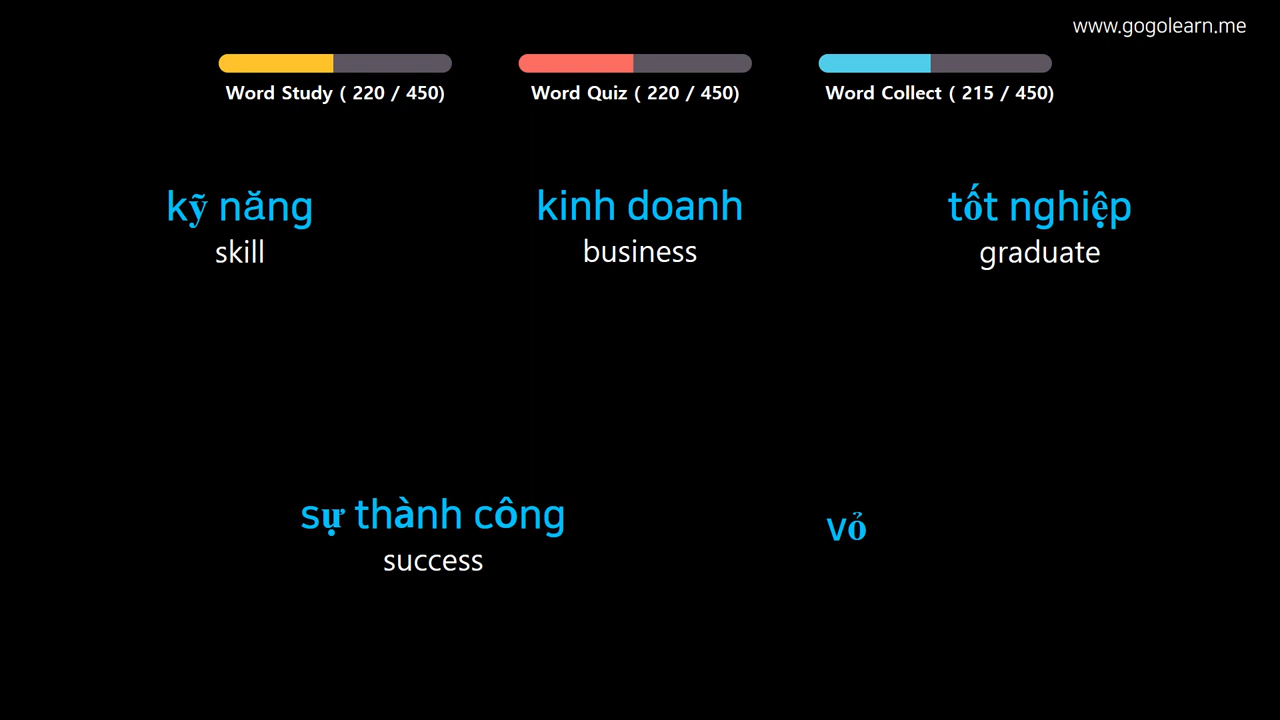 www.gogolearn.me
Word Study ( 220 / 450)
Word Quiz ( 220 / 450)
Word Collect ( 215 / 450)
kỹ năng
skill
kinh doanh
business
tốt nghiệp
graduate
sự thành công
success
vỏ